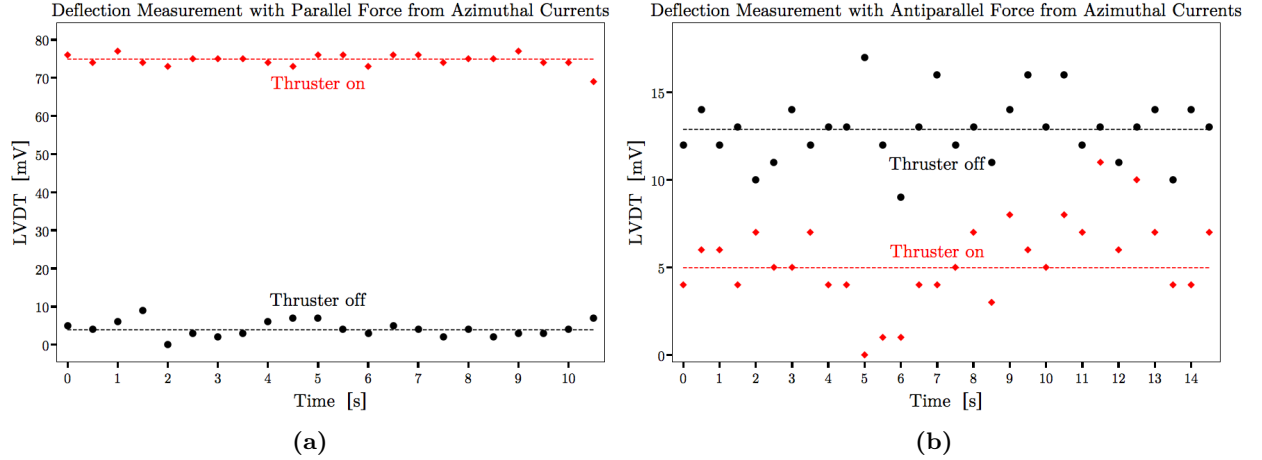 Deflection Measurement with Parallel Force from Azimuthal Currents
80
70
60
50
40
30
20
10
0
LVDT [mV]
Thruster on
Thruster off
0 1 2 3 4 5 6 7 8 9 10
Time [s]
(a)
Deflection Measurement with Antiparallel Force from Azimuthal Currents
15
10
5
0
LVDT [mV]
Thruster off
Thruster on
0 1 2 3 4 5 6 7 8 9 10 11 12 13 14
Time [s]
(b)